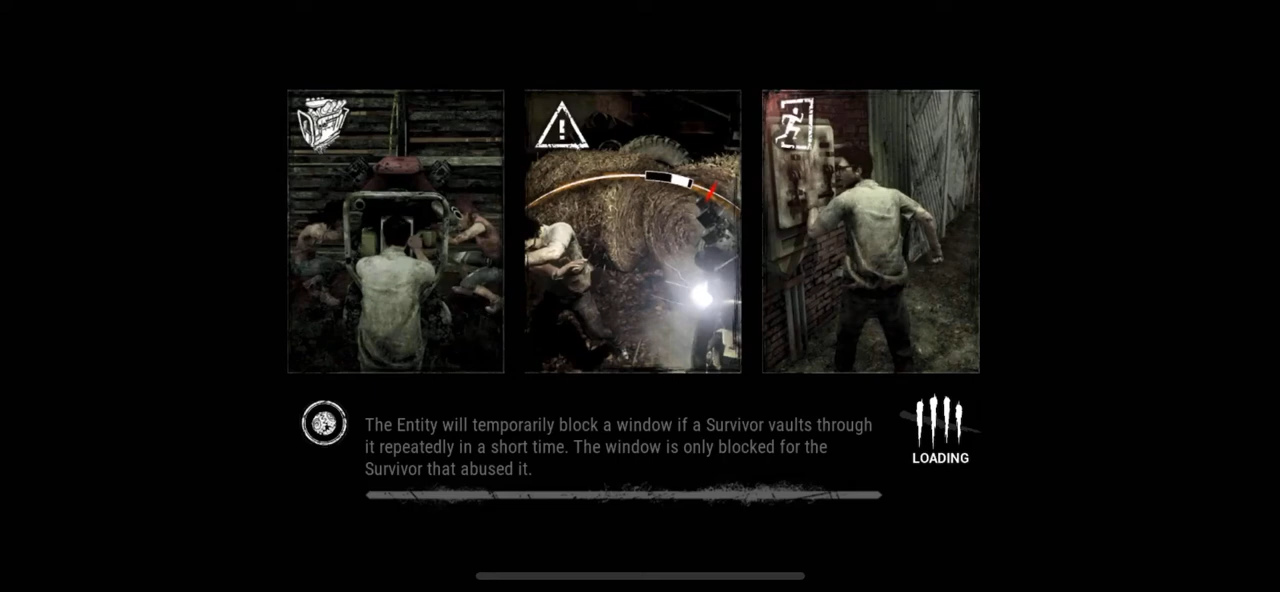 The Entity will temporarily block a window if a Survivor vaults through
it repeatedly in a short time. The window is only blocked for the
Survivor that abused it.
LOADING